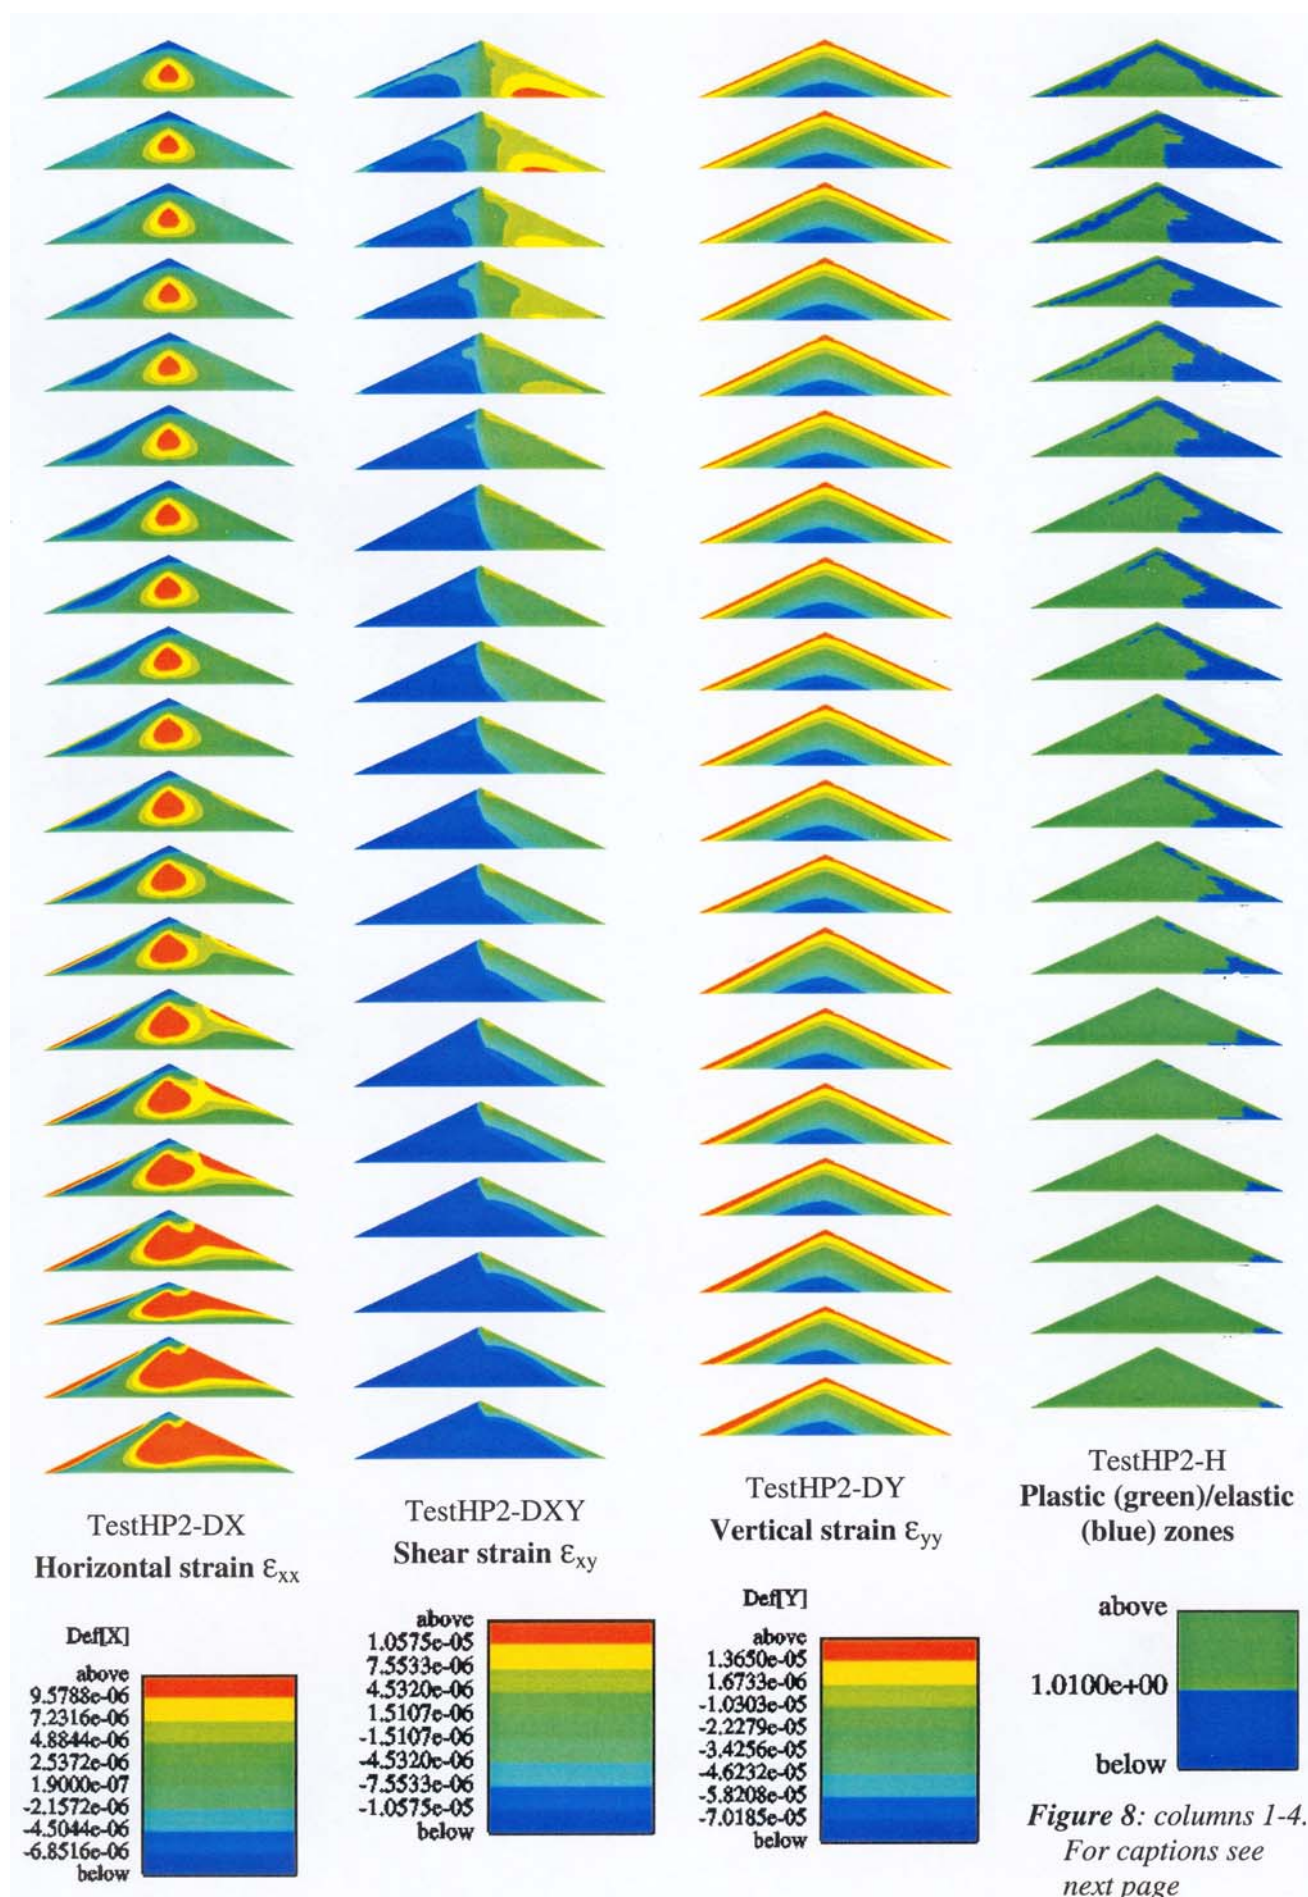 TestHP2-DX
Horizontal strain εxx
TestHP2-DXY
Shear strain εxy
TestHP2-DY
Vertical strain εyy
TestHP2-H
Plastic (green)/elastic
(blue) zones
Def[X]
above
9.5788e-06
7.2316e-06
4.8844e-06
2.5372e-06
1.9000e-07
-2.1572e-06
-4.5044e-06
-6.8516e-06
below
above
1.0575e-05
7.5533e-06
4.5320e-06
1.5107e-06
-1.5107e-06
-4.5320e-06
-7.5533e-06
-1.0575e-05
below
Def[Y]
above
1.3650e-05
1.6733e-06
-1.0303e-05
-2.2279e-05
-3.4256e-05
-4.6232e-05
-5.8208e-05
-7.0185e-05
below
above
1.0100e+00
below
Figure 8: columns 1-4.
For captions see
next page